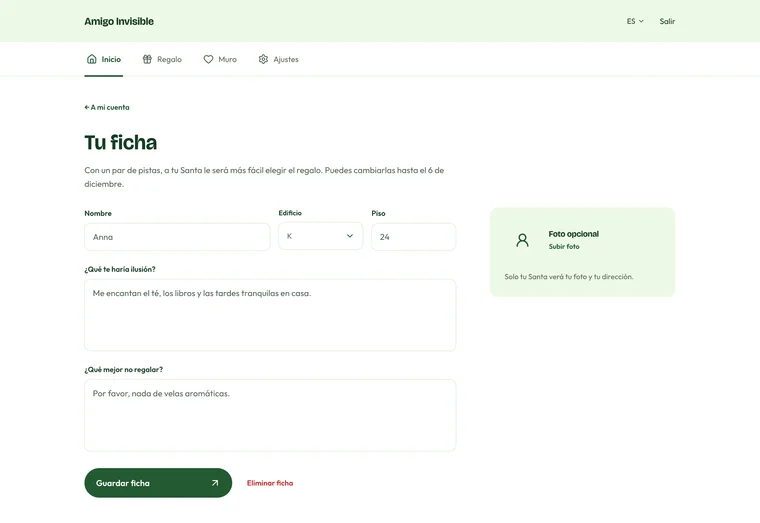 Amigo Invisible
ES
Salir
Inicio
Regalo
Muro
Ajustes
← A mi cuenta
Tu ficha
Con un par de pistas, a tu Santa le será más fácil elegir el regalo. Puedes cambiarlas hasta el 6 de
diciembre.
Nombre
Edificio
Piso
Anna
K
24
Foto opcional
Subir foto
Solo tu Santa verá tu foto y tu dirección.
¿Qué te haría ilusión?
Me encantan el té, los libros y las tardes tranquilas en casa.
¿Qué mejor no regalar?
Por favor, nada de velas aromáticas.
Guardar ficha
Eliminar ficha